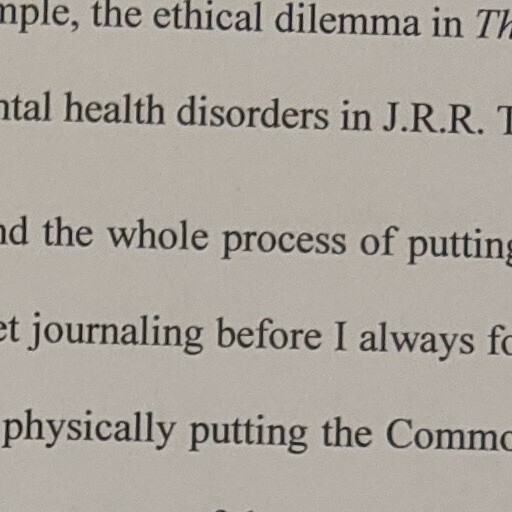 mple, the ethical dilemma in Th
ntal health disorders in J.R.R. T
nd the whole process of putting
et journaling before I always fo
physically putting the Commo